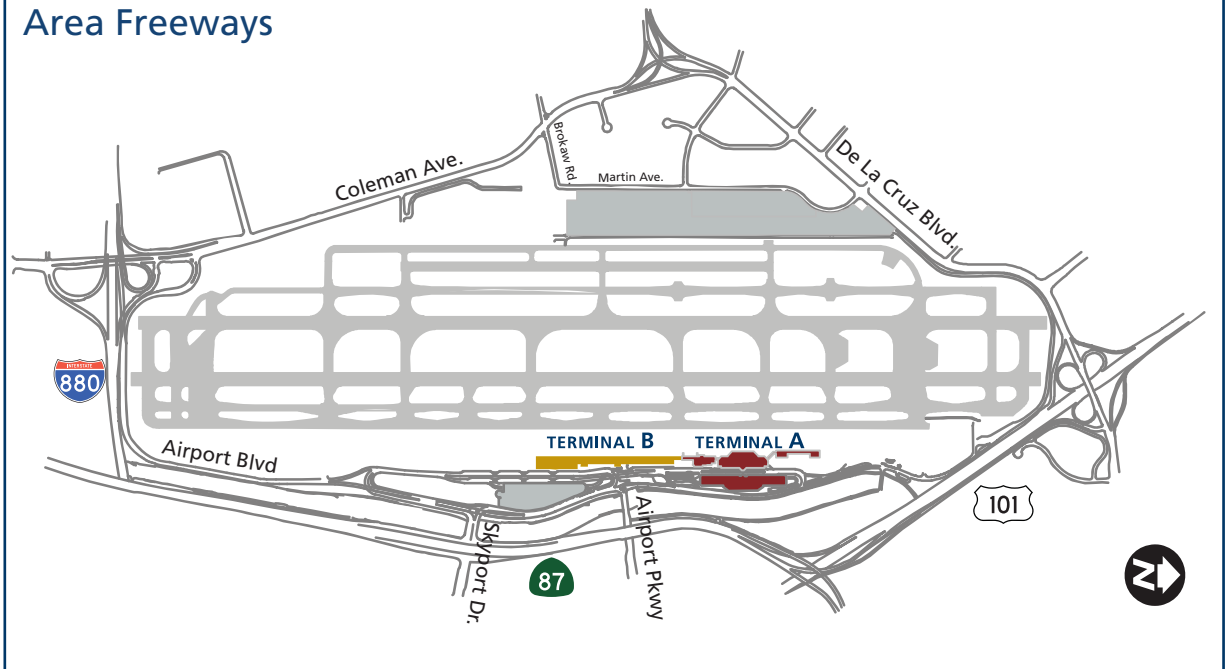 Area Freeways
Brokaw Rd.
Coleman Ave.
Martin Ave.
De La Cruz Blvd.
INTERSTATE
880
TERMINAL B
TERMINAL A
Airport Blvd
101
Skyport Dr.
Airport Pkwy
87
N